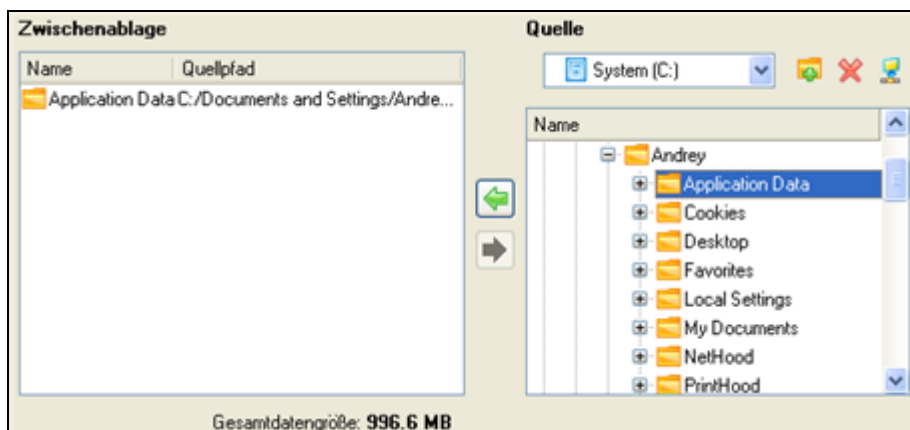 Zwischenablage
Name Quellpfad
Application Data C:/Documents and Settings/Andre...
Gesamtdatengröße: 996.6 MB
Quelle
System (C:)
Name
Andrey
Application Data
Cookies
Desktop
Favorites
Local Settings
My Documents
NetHood
PrintHood